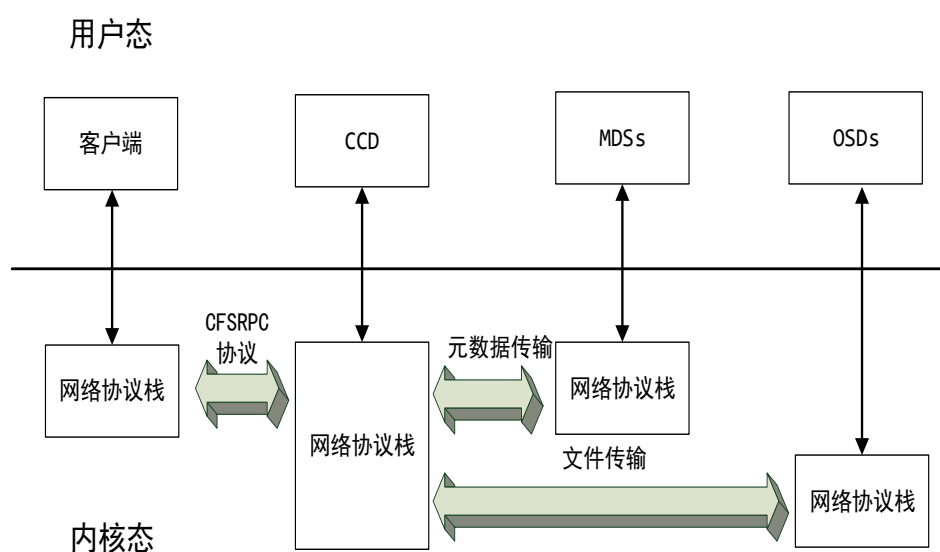 用户态
客户端
CCD
MDSs
OSDs
CFSRPC
协议
元数据传输
网络协议栈
网络协议栈
网络协议栈
文件传输
网络协议栈
内核态